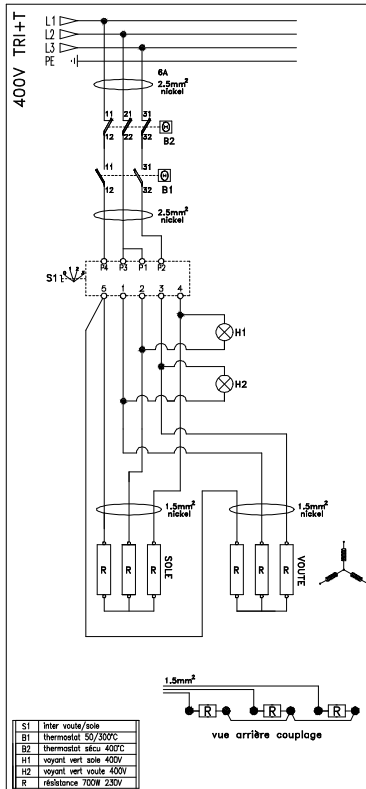 400V TRI+T
L1
L2
L3
PE
6A
2.5mm²
nickel
11 21 31
12 22 32
B2
11 31
12 32
B1
2.5mm²
nickel
S1
P4 P3 P1 P2
5 1 2 3 4
H1
H2
1.5mm²
nickel
1.5mm²
nickel
R R R SOLE
R R R VOUTE
1.5mm²
R R R
vue arrière couplage
S1 inter voute/sole
B1 thermostat 50/300°C
B2 thermostat sécu 400°C
H1 voyant vert sole 400V
H2 voyant vert voute 400V
R résistance 700W 230V